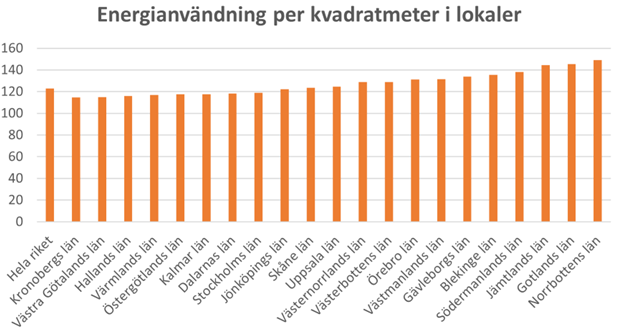 Energianvändning per kvadratmeter i lokaler
160
140
120
100
80
60
40
20
0
Hela riket
Kronobergs län
Västra Götalands län
Hallands län
Värmlands län
Östergötlands län
Kalmar län
Dalarnas län
Stockholms län
Jönköpings län
Skåne län
Uppsala län
Västernorrlands län
Västerbottens län
Örebro län
Västmanlands län
Gävleborgs län
Blekinge län
Södermanlands län
Jämtlands län
Gotlands län
Norrbottens län